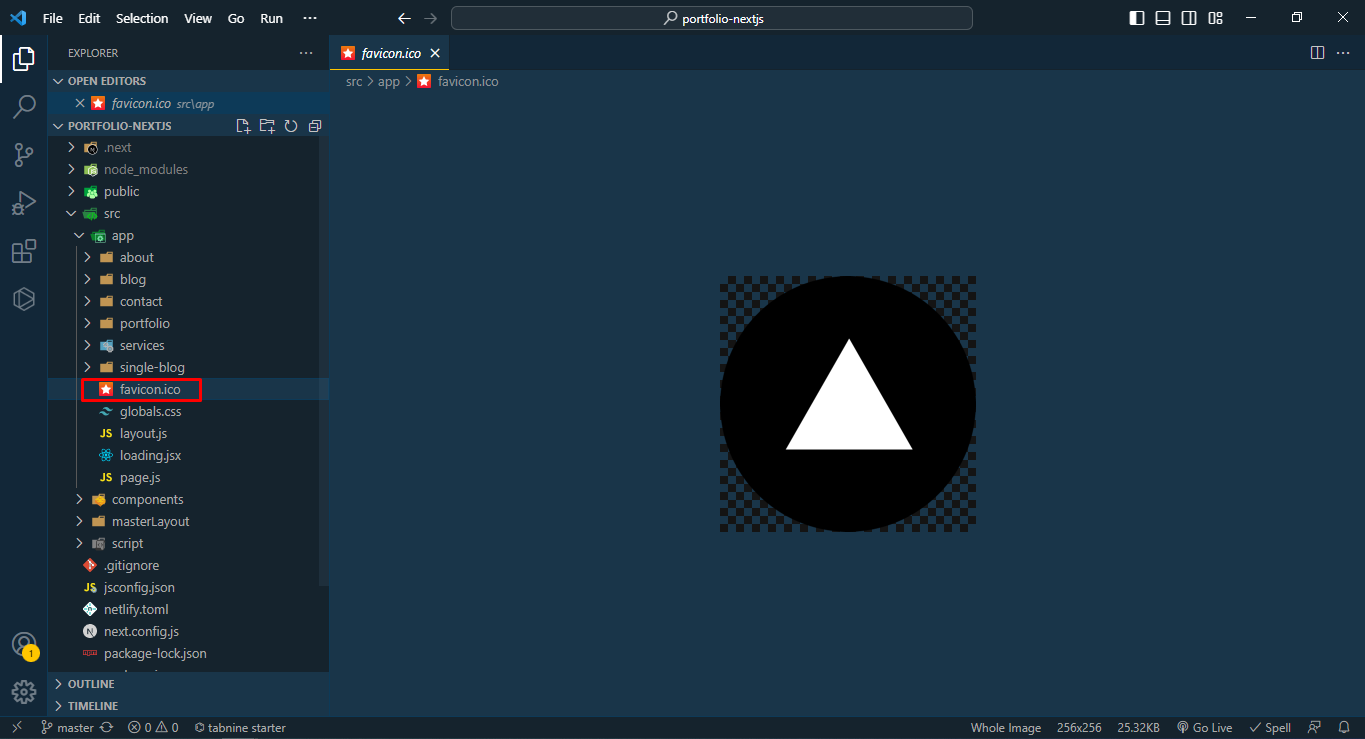 File Edit Selection View Go Run ···
portfolio-nextjs
EXPLORER ···
OPEN EDITORS
favicon.ico src\app
PORTFOLIO-NEXTJS
.next
node_modules
public
src
app
about
blog
contact
portfolio
services
single-blog
favicon.ico
globals.css
JS layout.js
loading.jsx
JS page.js
components
masterLayout
script
.gitignore
JS jsconfig.json
netlify.toml
N next.config.js
package-lock.json
OUTLINE
TIMELINE
favicon.ico
src > app > favicon.ico
1
master 0 0 tabnine starter
Whole Image 256x256 25.32KB Go Live Spell